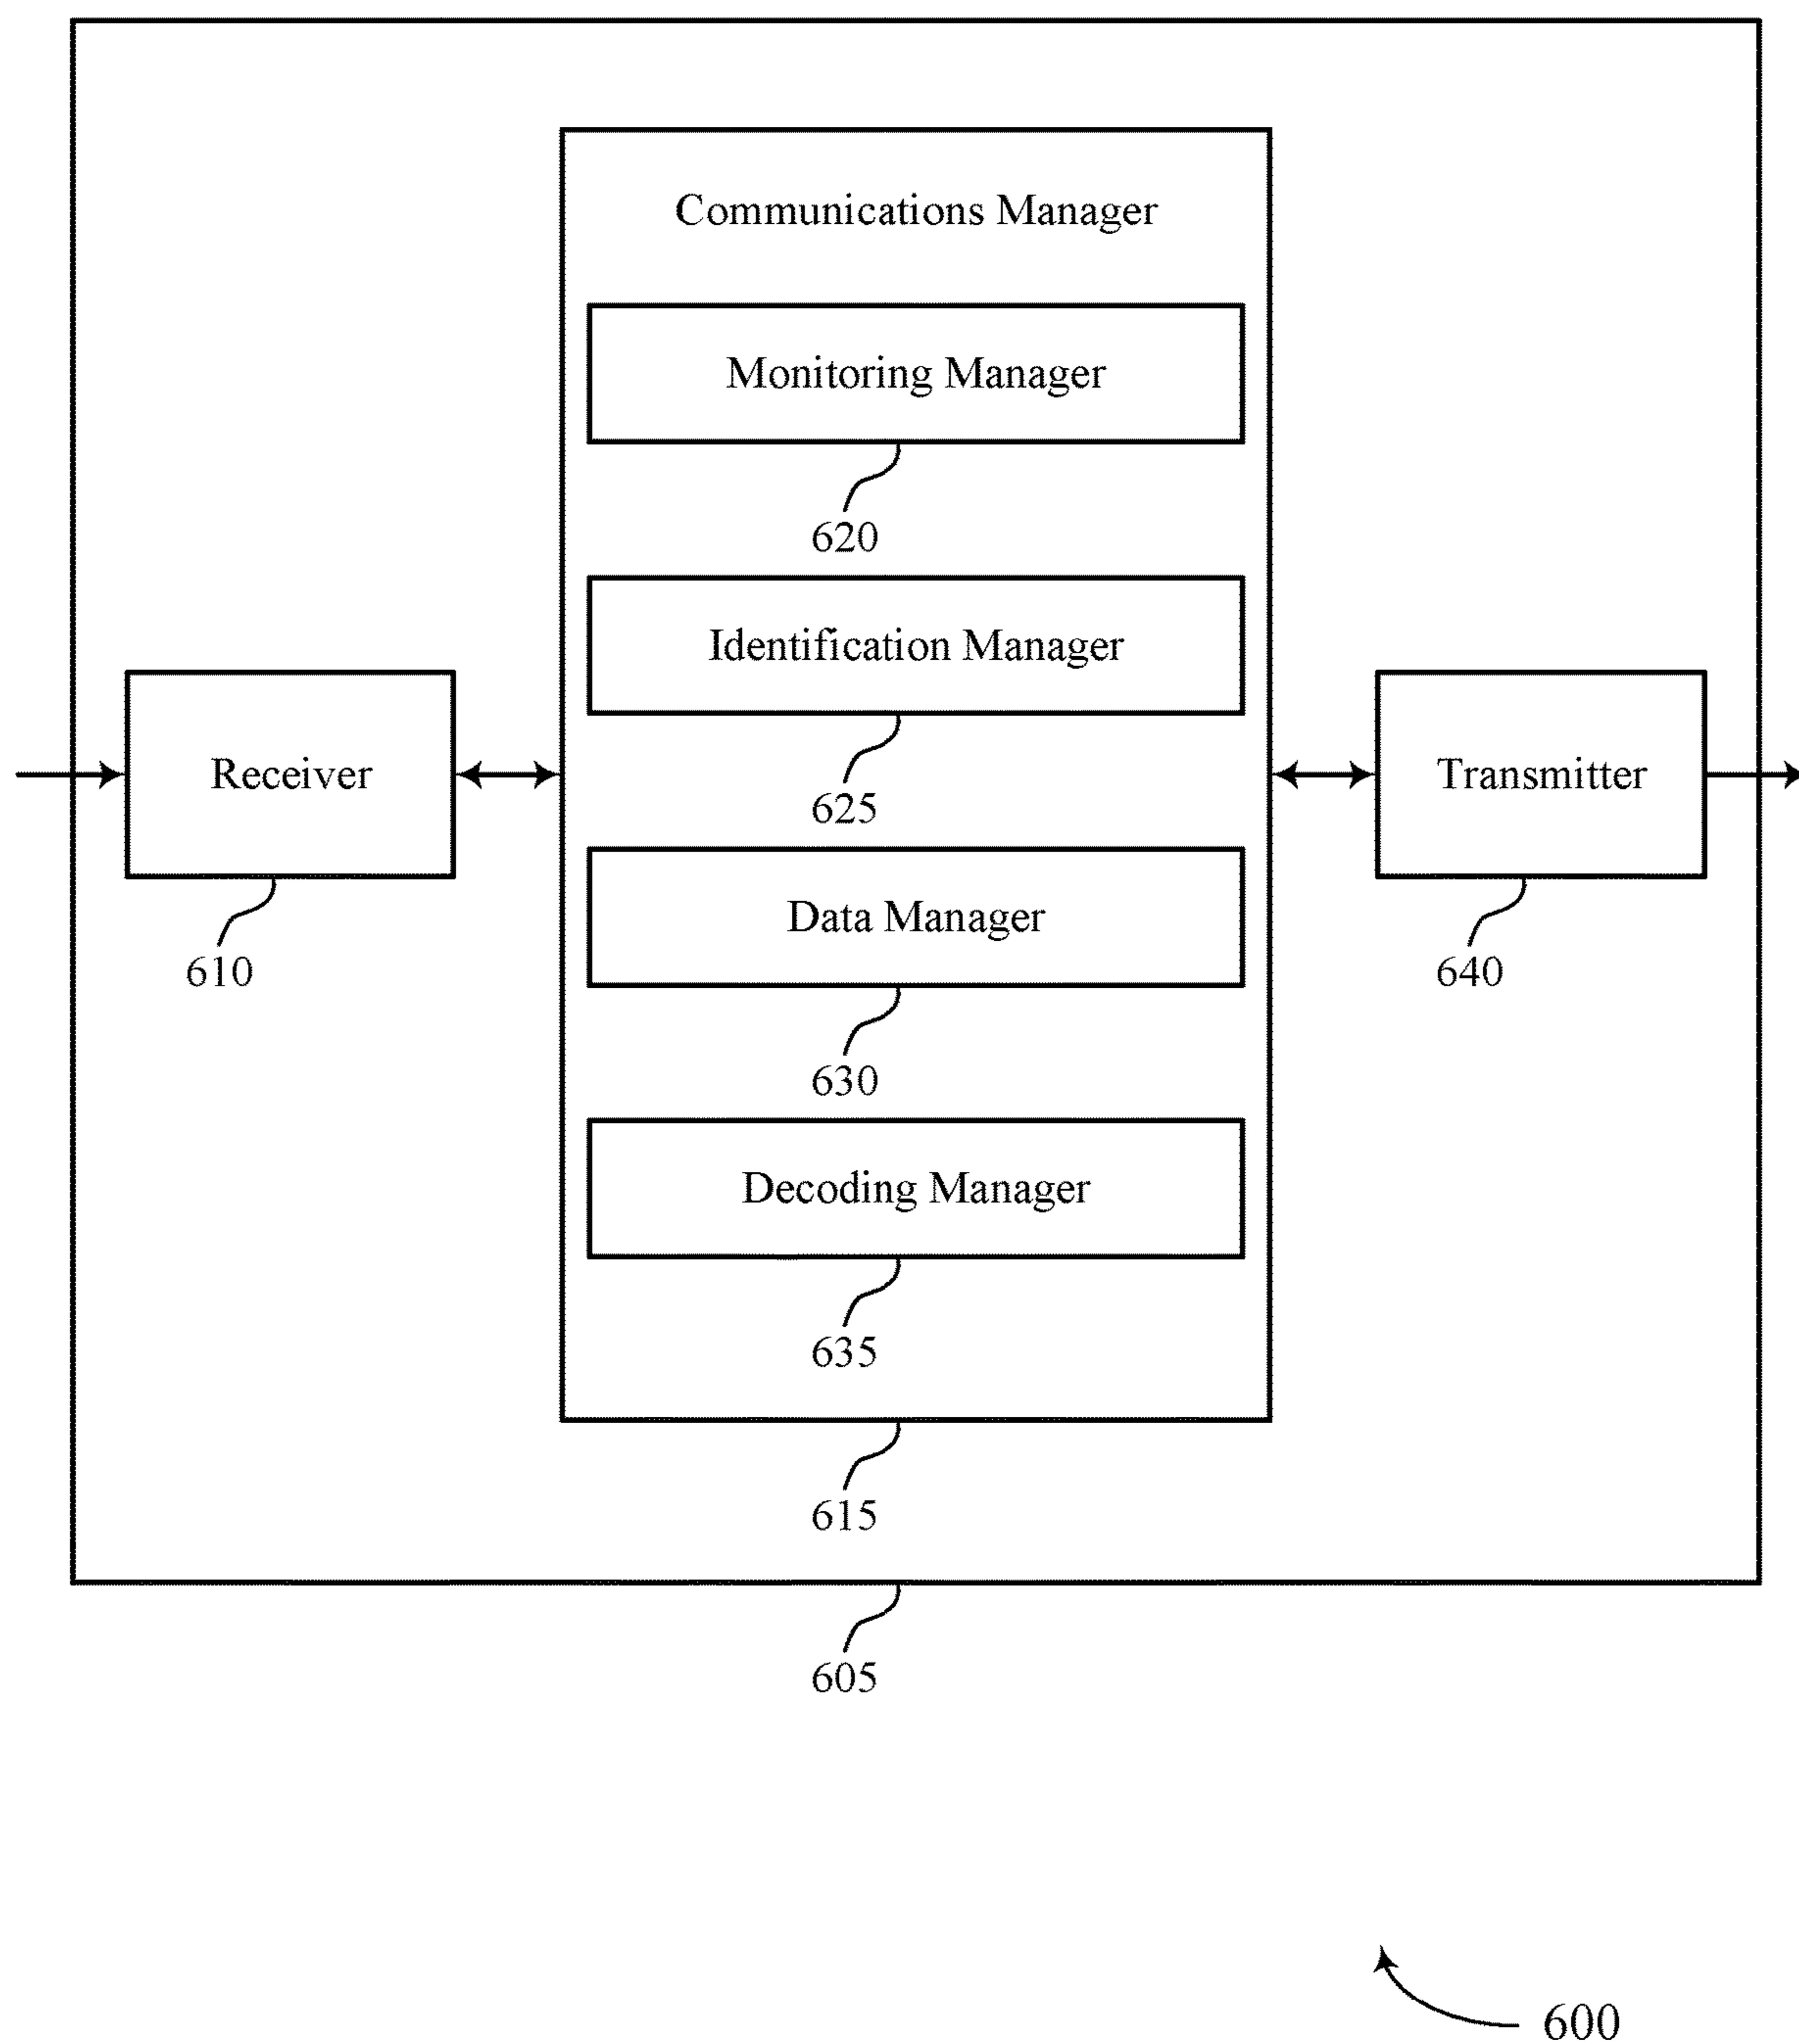 Communications Manager
Monitoring Manager
620
Identification Manager
625
Receiver
610
Transmitter
640
Data Manager
630
Decoding Manager
635
615
605
600